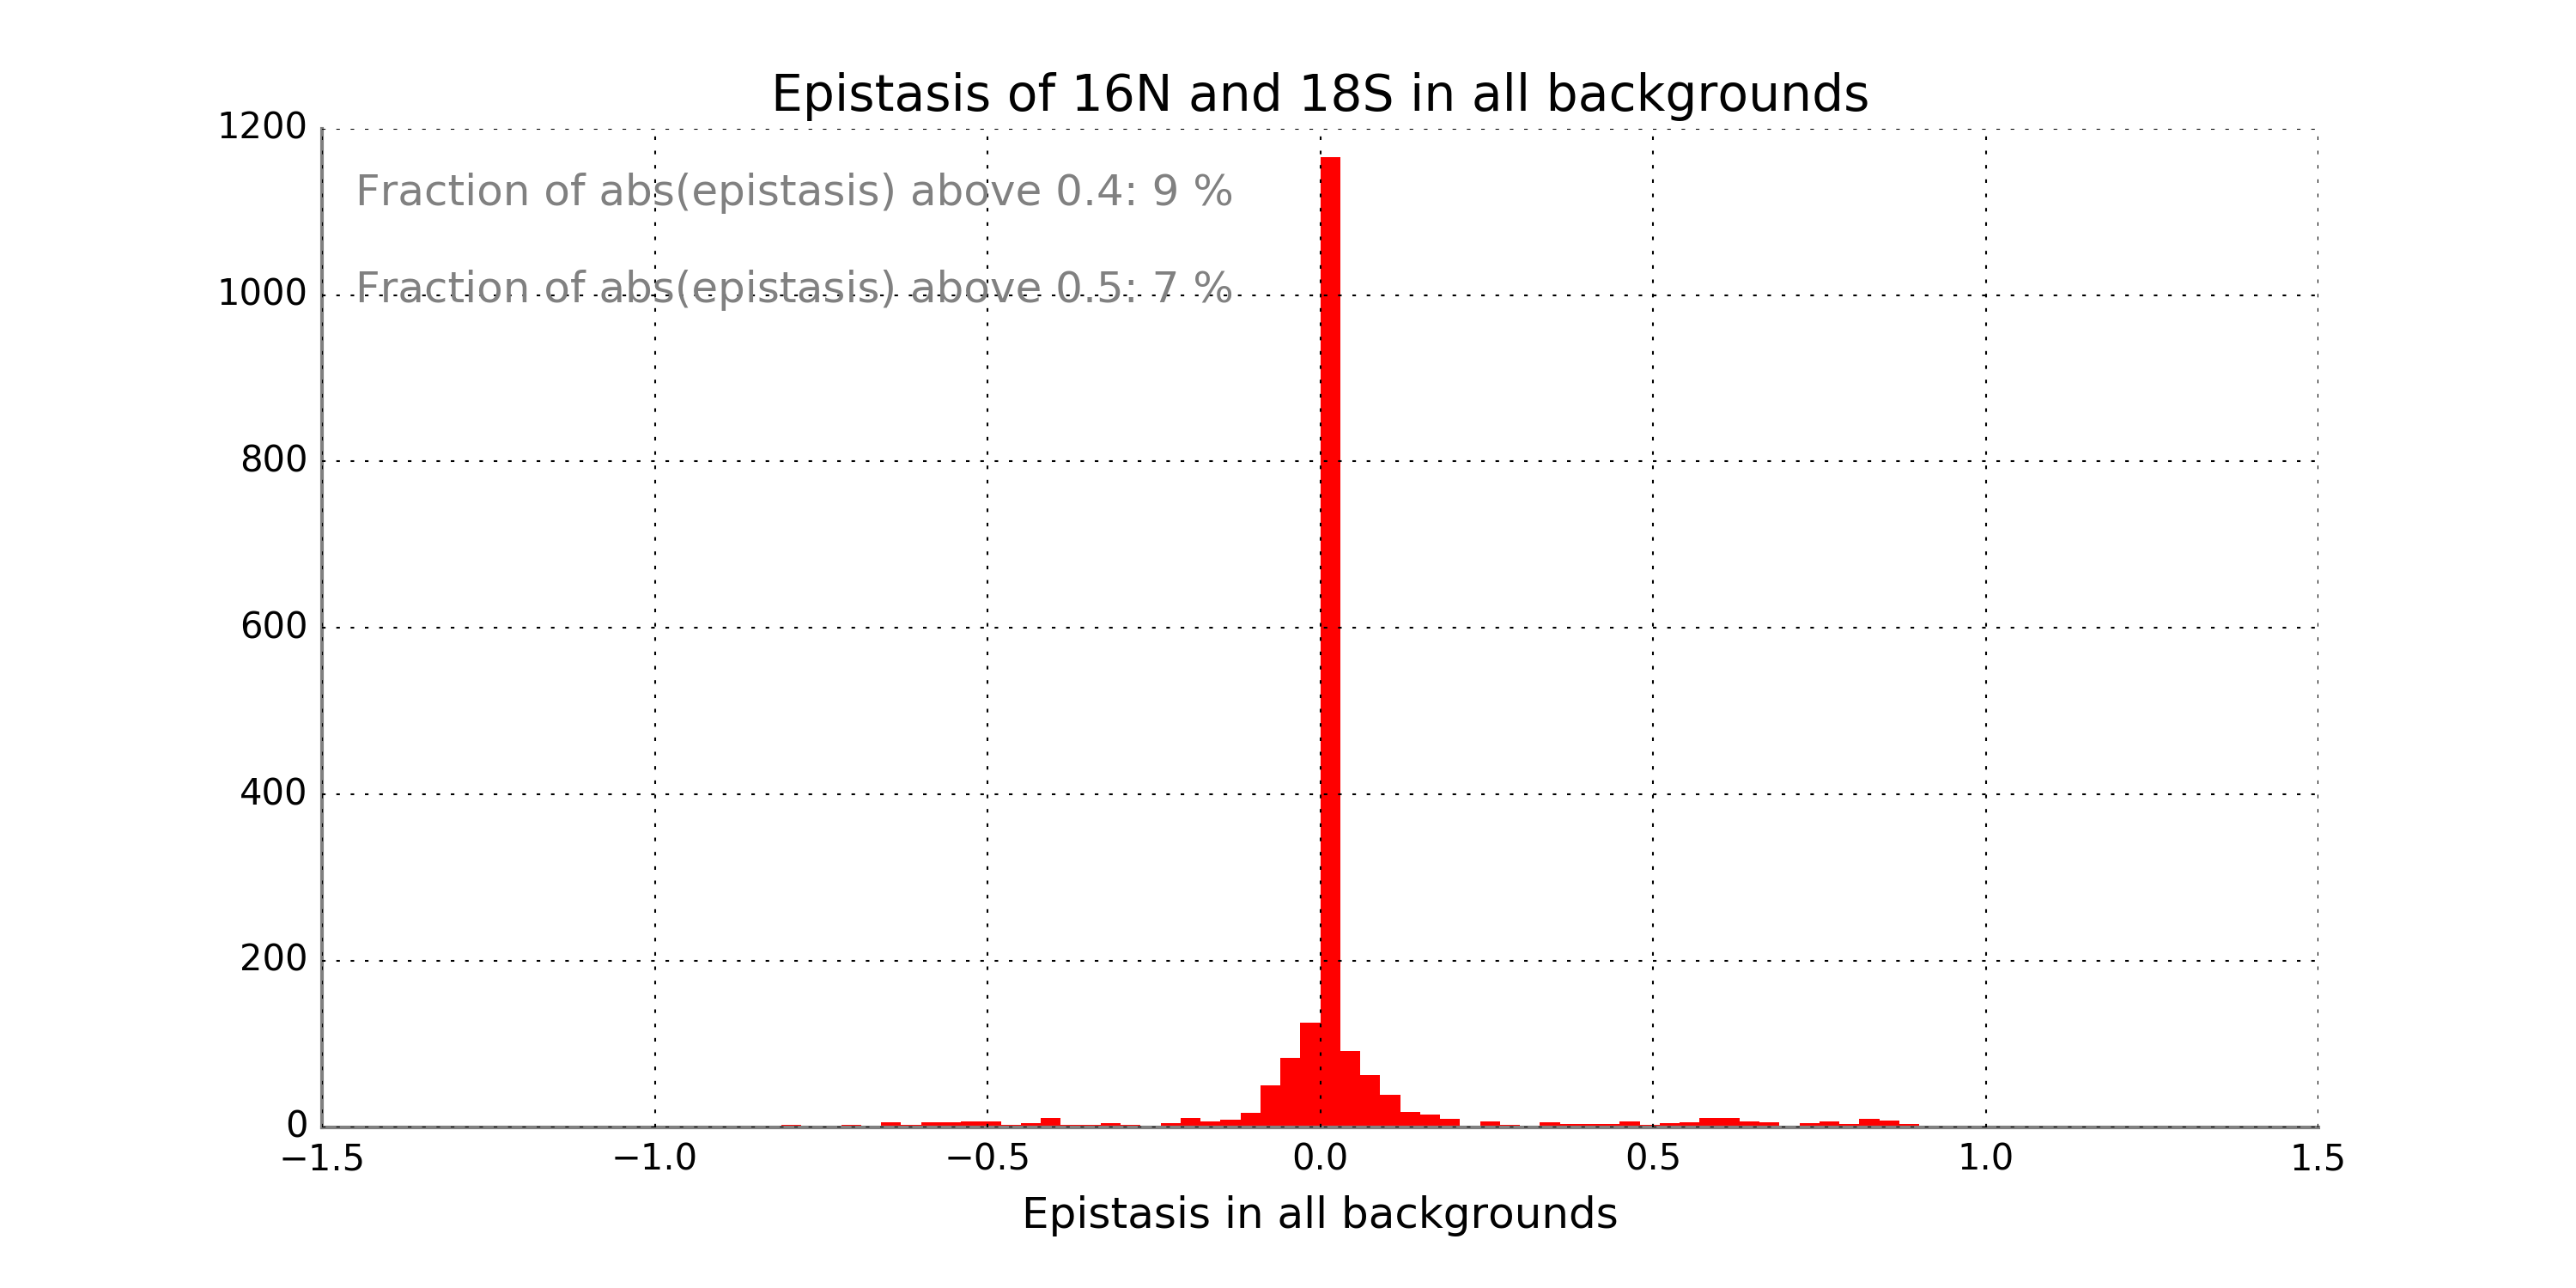 Epistasis of 16N and 18S in all backgrounds
1200
Fraction of abs(epistasis) above 0.4: 9 %
1000
Fraction of abs(epistasis) above 0.5: 7 %
800
600
400
200
0
−1.5 −1.0 −0.5 0.0 0.5 1.0 1.5
Epistasis in all backgrounds